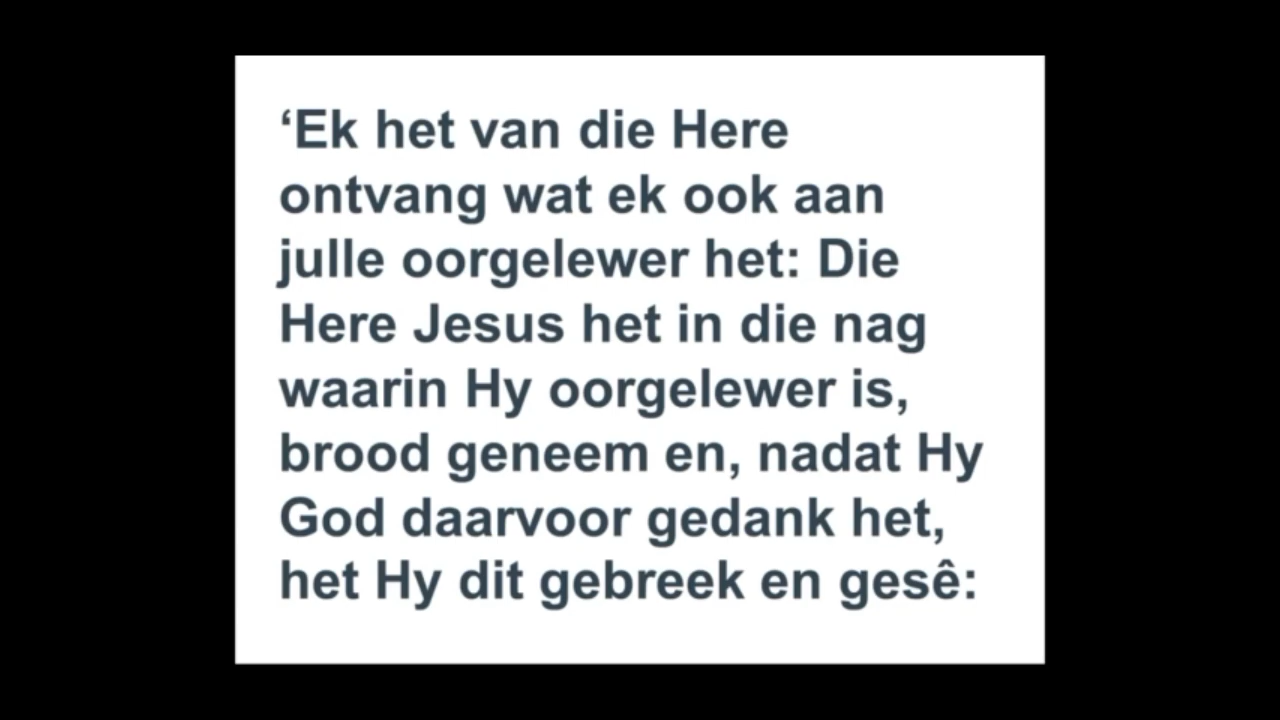 ‘Ek het van die Here
ontvang wat ek ook aan
julle oorgelewer het: Die
Here Jesus het in die nag
waarin Hy oorgelewer is,
brood geneem en, nadat Hy
God daarvoor gedank het,
het Hy dit gebreek en gesê: